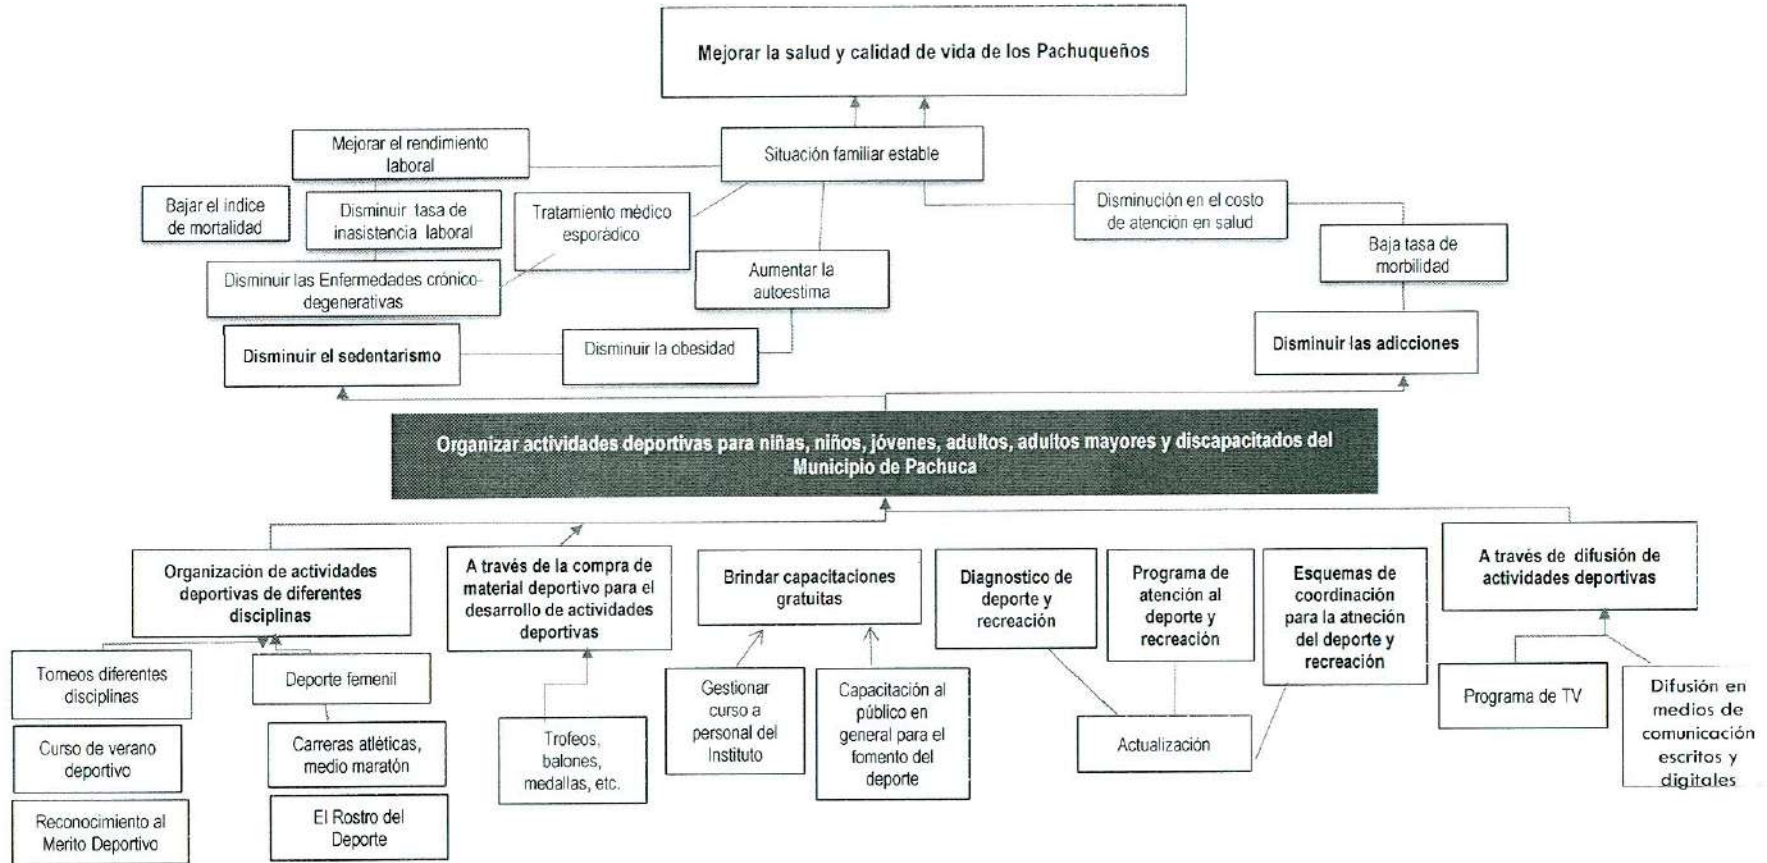 Mejorar la salud y calidad de vida de los Pachuqueños
Mejorar el rendimiento
laboral
Situación familiar estable
Bajar el índice
de mortalidad
Disminuir tasa de
inasistencia laboral
Tratamiento médico
esporádico
Disminución en el costo
de atención en salud
Baja tasa de
morbilidad
Disminuir las Enfermedades crónico-
degenerativas
Aumentar la
autoestima
Disminuir el sedentarismo
Disminuir la obesidad
Disminuir las adicciones
Organizar actividades deportivas para niñas, niños, jóvenes, adultos, adultos mayores y discapacitados del
Municipio de Pachuca
Organización de actividades
deportivas de diferentes
disciplinas
A través de la compra de
material deportivo para el
desarrollo de actividades
deportivas
Brindar capacitaciones
gratuitas
Diagnostico de
deporte y
recreación
Programa de
atención al
deporte y
recreación
Esquemas de
coordinación
para la atneción
del deporte y
recreación
A través de difusión de
actividades deportivas
Torneos diferentes
disciplinas
Deporte femenil
Curso de verano
deportivo
Carreras atléticas,
medio maratón
Reconocimiento al
Merito Deportivo
El Rostro del
Deporte
Trofeos,
balones,
medallas, etc.
Gestionar
curso a
personal del
Instituto
Capacitación al
público en
general para el
fomento del
deporte
Actualización
Programa de TV
Difusión en
medios de
comunicación
escritos y
digitales